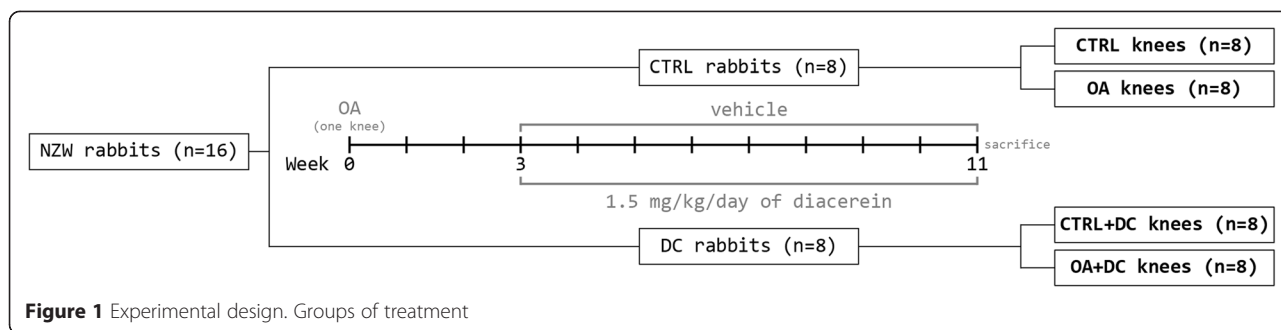 CTRL knees (n=8)
CTRL rabbits (n=8)
OA knees (n=8)
OA
(one knee)
vehicle
NZW rabbits (n=16)
sacrifice
Week 0 3 11
1.5 mg/kg/day of diacerein
CTRL+DC knees (n=8)
DC rabbits (n=8)
OA+DC knees (n=8)
Figure 1 Experimental design. Groups of treatment